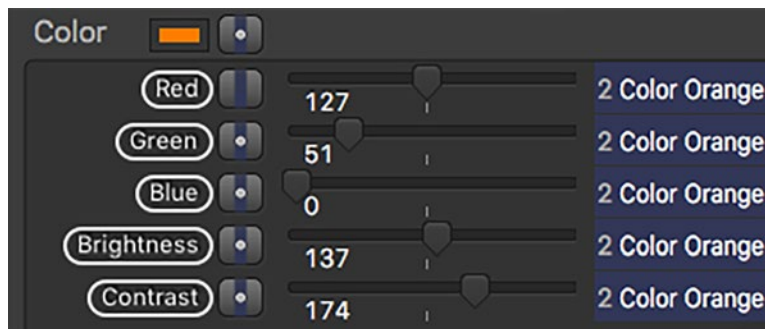 Color
Red 127 2 Color Orange
Green 51 2 Color Orange
Blue 0 2 Color Orange
Brightness 137 2 Color Orange
Contrast 174 2 Color Orange